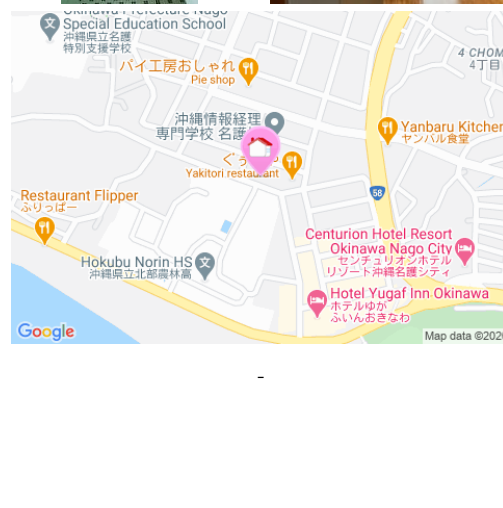 Okinawa Prefecture Nago
Special Education School
沖縄県立名護
特別支援学校
パイ工房おしゃれ
Pie shop
4 CHOM
4丁目
沖縄情報経理
専門学校 名護
Yanbaru Kitchen
ヤンバル食堂
Yakitori restaurant
58
Restaurant Flipper
ふりっぱー
Centurion Hotel Resort
Okinawa Nago City
センチュリオンホテル
リゾート沖縄名護シティ
Hokubu Norin HS
沖縄県立北部農林高
Hotel Yugaf Inn Okinawa
ホテルゆが
ふいんおきなわ
Google
Map data ©2020
-